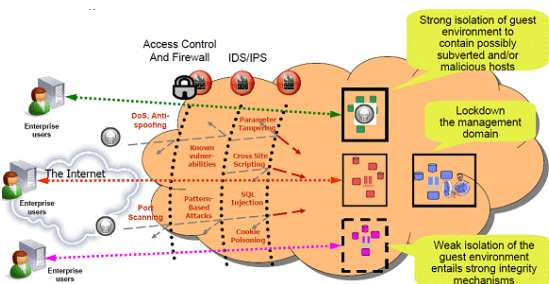 Strong isolation of guest
environment to
contain possibly
subverted and/or
malicious hosts
Access Control
And Firewall
IDS/IPS
DoS, Anti-
spoofing
Parameter
Tampering
Enterprise
users
Known
vulner-
abilities
Cross Site
Scripting
Lockdown
the management
domain
The Internet
Enterprise
users
Port
Scanning
Pattern-
Based
Attacks
SQL
Injection
Cookie
Poisoning
Enterprise
users
Weak isolation of the
guest environment
entails strong integrity
mechanisms